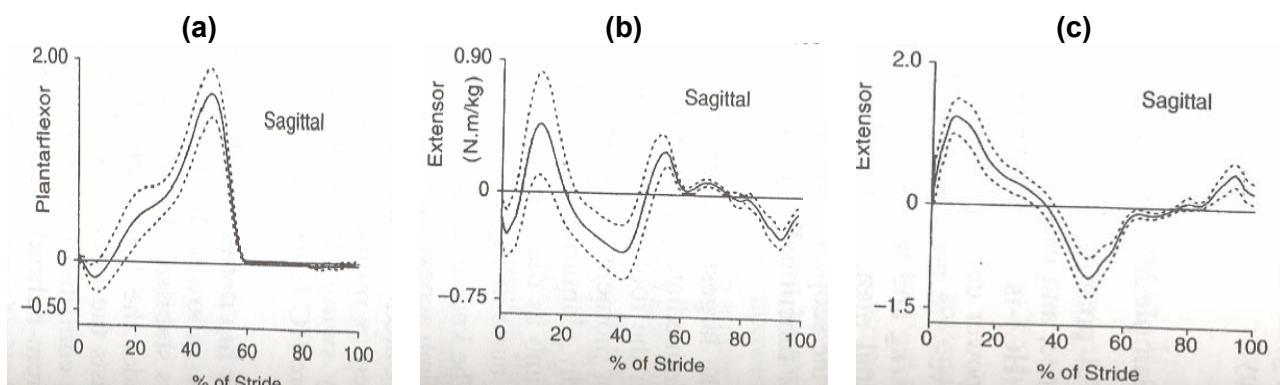 (a)
2.00
Plantarflexor
0
−0.50
Sagittal
0 20 40 60 80 100
% of Stride
(b)
0.90
Extensor
(N.m/kg)
0
−0.75
Sagittal
0 20 40 60 80 100
% of Stride
(c)
2.0
Extensor
0
−1.5
Sagittal
0 20 40 60 80 100
% of Stride